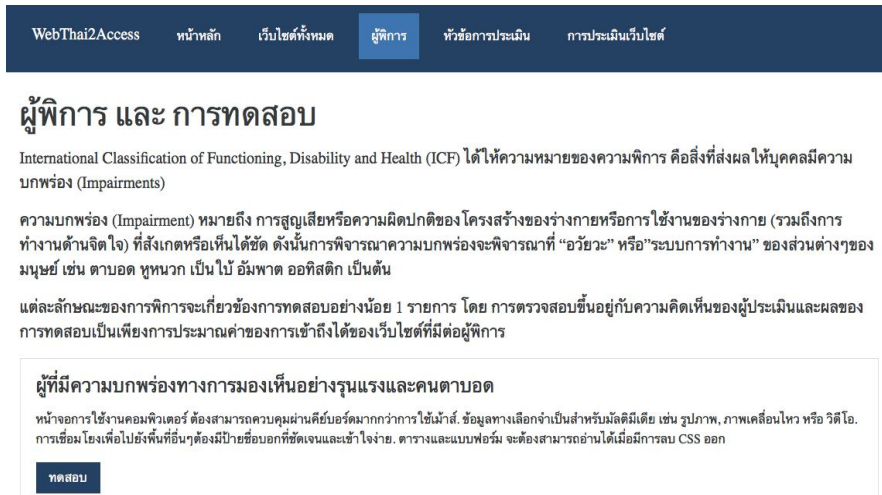 WebThai2Access หน้าหลัก เว็บไซต์ทั้งหมด ผู้พิการ หัวข้อการประเมิน การประเมินเว็บไซต์
ผู้พิการ และ การทดสอบ
International Classification of Functioning, Disability and Health (ICF) ได้ให้ความหมายของความพิการ คือสิ่งที่ส่งผลให้บุคคลมีความ
บกพร่อง (Impairments)
ความบกพร่อง (Impairment) หมายถึง การสูญเสียหรือความผิดปกติของโครงสร้างของร่างกายหรือการใช้งานของร่างกาย (รวมถึงการ
ทำงานด้านจิตใจ) ที่สังเกตหรือเห็นได้ชัด ดังนั้นการพิจารณาความบกพร่องจะพิจารณาที่ “อวัยวะ” หรือ”ระบบการทำงาน” ของส่วนต่างๆของ
มนุษย์ เช่น ตาบอด หูหนวก เป็นใบ้ อัมพาต ออทิสติก เป็นต้น
แต่ละลักษณะของการพิการจะเกี่ยวข้องการทดสอบอย่างน้อย 1 รายการ โดย การตรวจสอบขึ้นอยู่กับความคิดเห็นของผู้ประเมินและผลของ
การทดสอบเป็นเพียงการประมาณค่าของการเข้าถึงได้ของเว็บไซต์ที่มีต่อผู้พิการ
ผู้ที่มีความบกพร่องทางการมองเห็นอย่างรุนแรงและคนตาบอด
หน้าจอการใช้งานคอมพิวเตอร์ ต้องสามารถควบคุมผ่านคีย์บอร์ดมากกว่าการใช้เม้าส์. ข้อมูลทางเลือกจำเป็นสำหรับมัลติมีเดีย เช่น รูปภาพ, ภาพเคลื่อนไหว หรือ วิดีโอ.
การเชื่อมโยงเพื่อไปยังพื้นที่อื่นๆต้องมีป้ายชื่อบอกที่ชัดเจนและเข้าใจง่าย. ตารางและแบบฟอร์ม จะต้องสามารถอ่านได้เมื่อมีการลบ CSS ออก
ทดสอบ